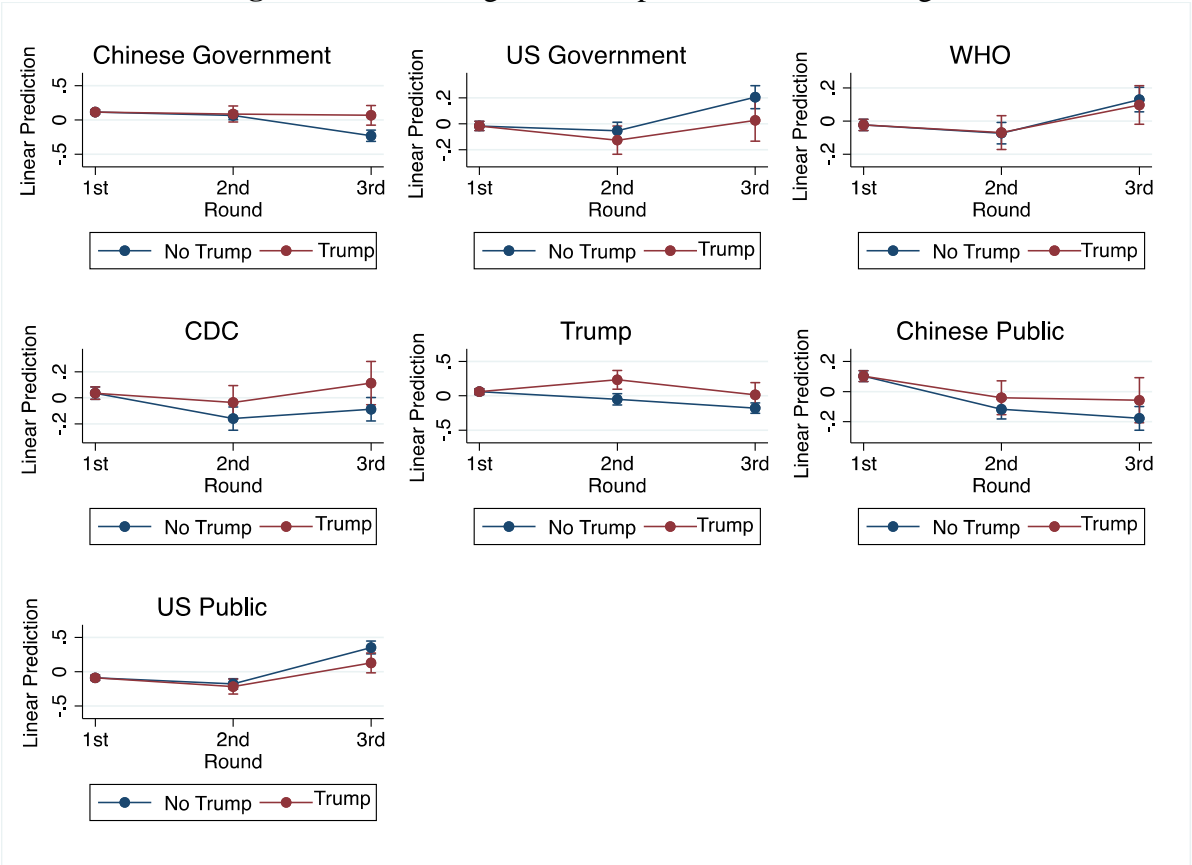 Chinese Government
Linear Prediction
.5
0
-.5
1st 2nd 3rd
Round
No Trump Trump
US Government
Linear Prediction
.2
0
-.2
1st 2nd 3rd
Round
No Trump Trump
WHO
Linear Prediction
.2
0
-.2
1st 2nd 3rd
Round
No Trump Trump
CDC
Linear Prediction
.2
0
-.2
1st 2nd 3rd
Round
No Trump Trump
Trump
Linear Prediction
.5
0
-.5
1st 2nd 3rd
Round
No Trump Trump
Chinese Public
Linear Prediction
.2
0
-.2
1st 2nd 3rd
Round
No Trump Trump
US Public
Linear Prediction
.5
0
-.5
1st 2nd 3rd
Round
No Trump Trump